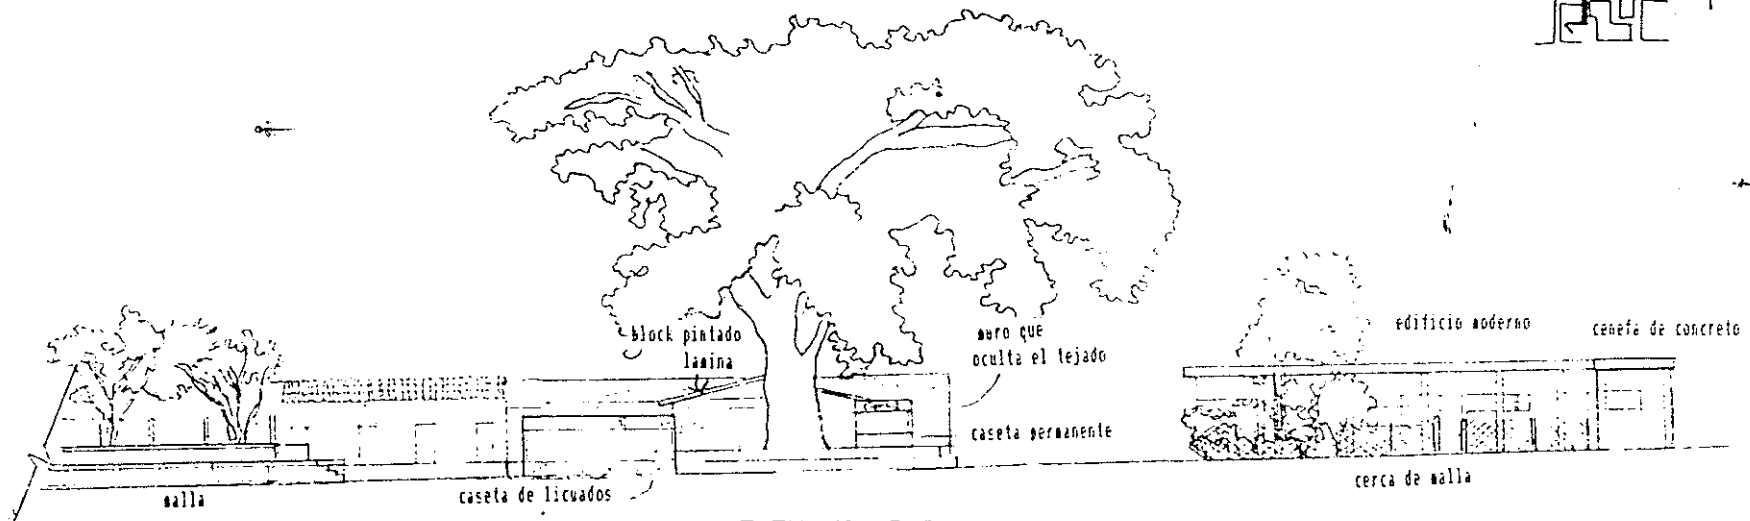 block pintado
lamina
muro que
oculta el tejado
edificio moderno
cenefa de concreto
caseta permanente
malla
caseta de licuados
cerca de malla